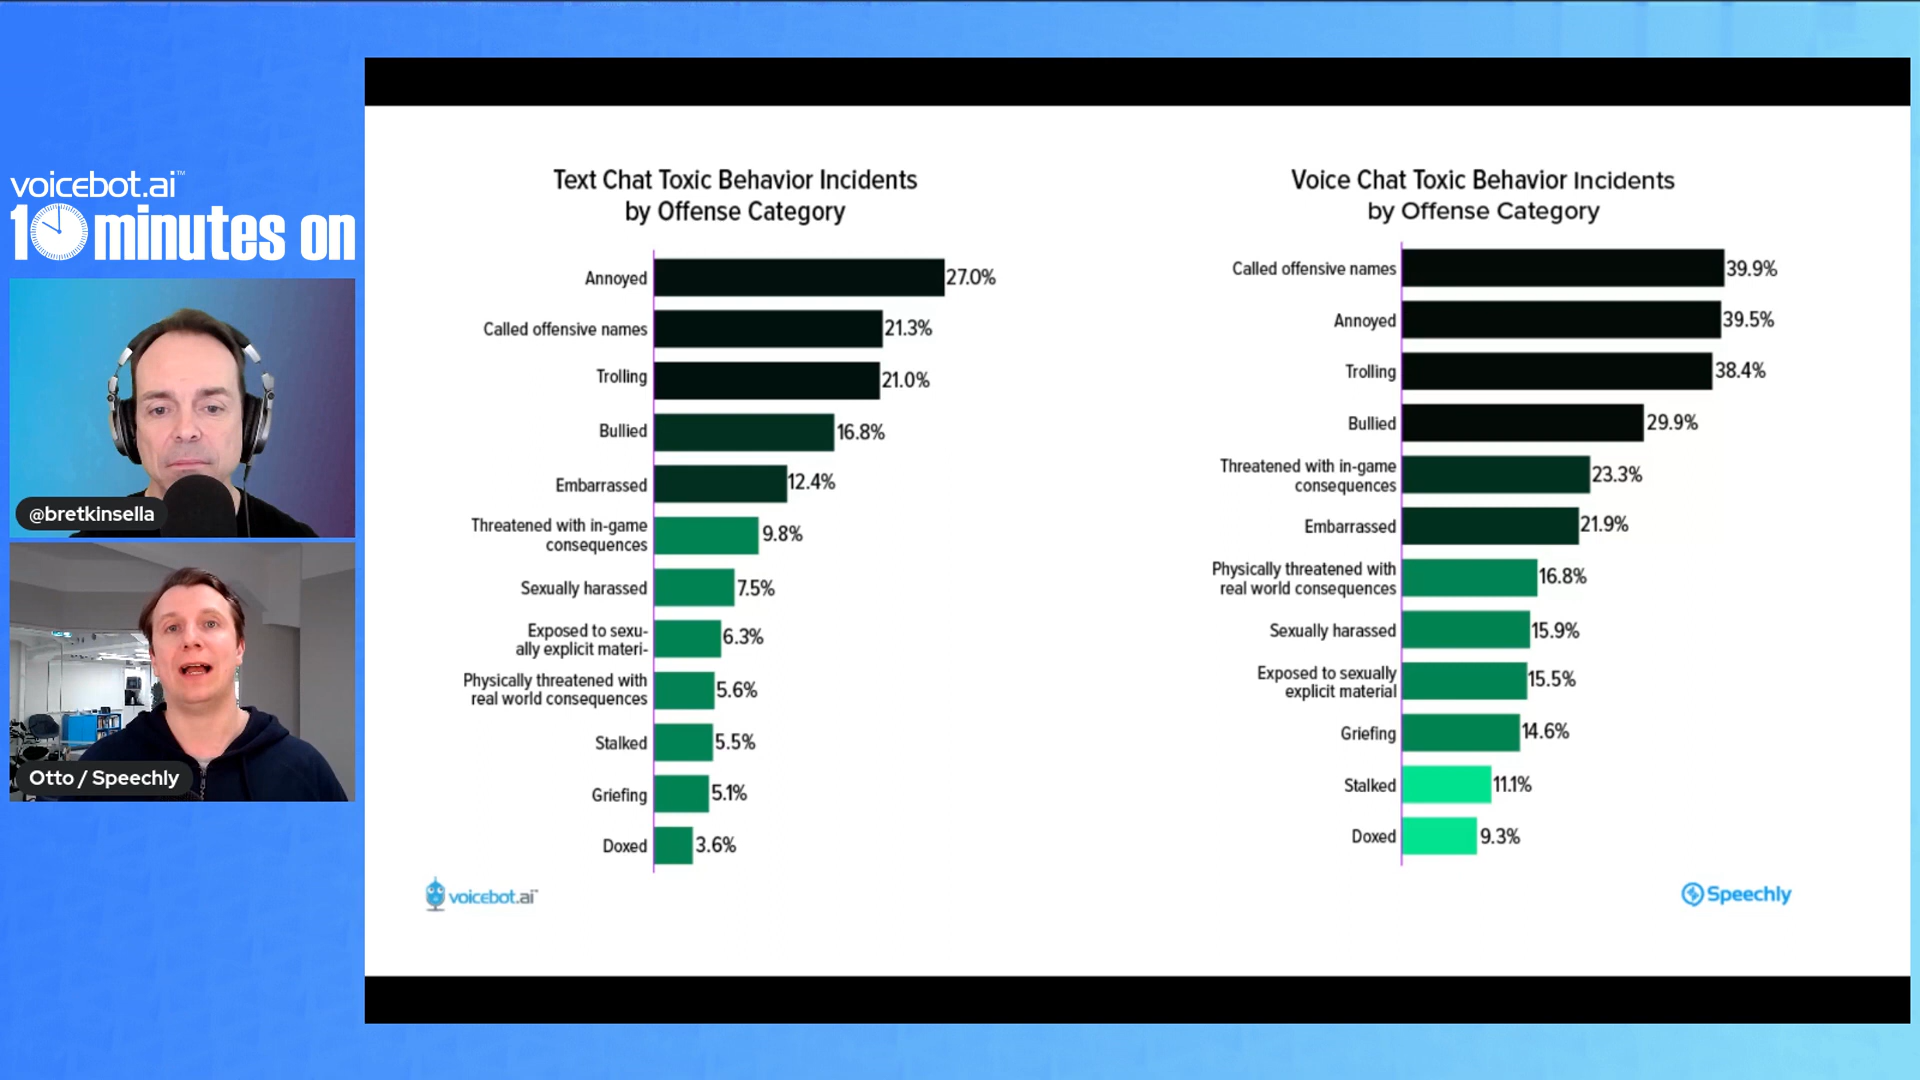 voicebot.ai™
10 minutes on
@bretkinsella
Otto / Speechly
Text Chat Toxic Behavior Incidents
by Offense Category
Annoyed 27.0%
Called offensive names 21.3%
Trolling 21.0%
Bullied 16.8%
Embarrassed 12.4%
Threatened with in-game
consequences 9.8%
Sexually harassed 7.5%
Exposed to sexu-
ally explicit materi- 6.3%
Physically threatened with
real world consequences 5.6%
Stalked 5.5%
Griefing 5.1%
Doxed 3.6%
voicebot.ai™
Voice Chat Toxic Behavior Incidents
by Offense Category
Called offensive names 39.9%
Annoyed 39.5%
Trolling 38.4%
Bullied 29.9%
Threatened with in-game
consequences 23.3%
Embarrassed 21.9%
Physically threatened with
real world consequences 16.8%
Sexually harassed 15.9%
Exposed to sexually
explicit material 15.5%
Griefing 14.6%
Stalked 11.1%
Doxed 9.3%
Speechly